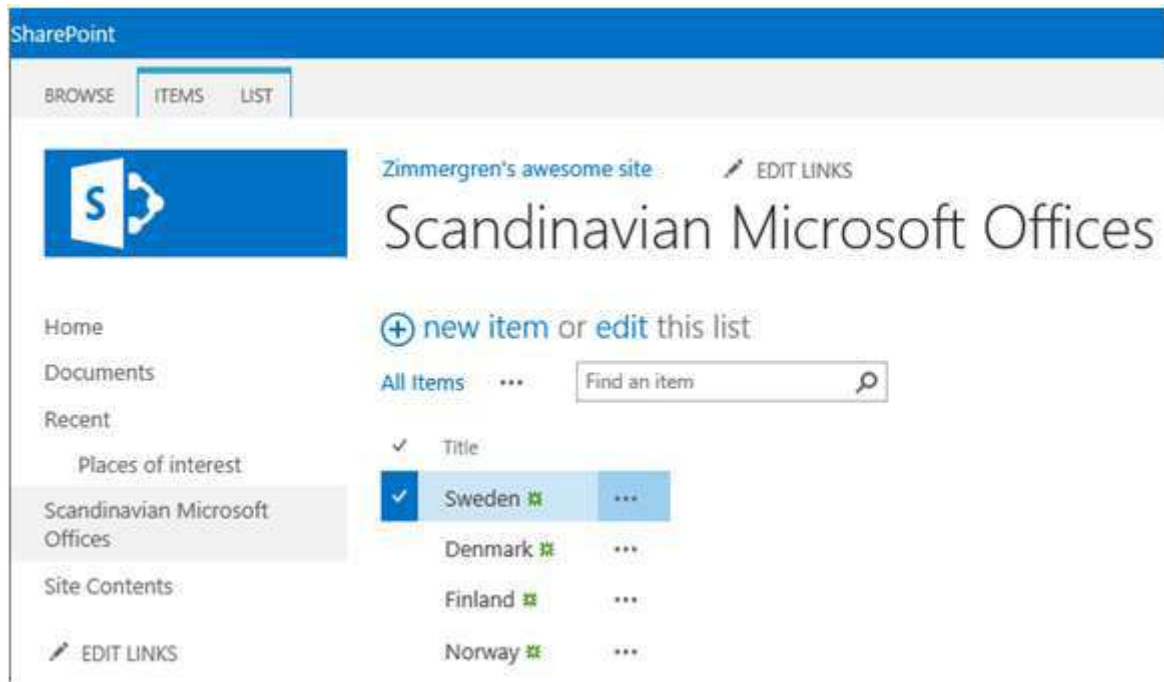 SharePoint
BROWSE ITEMS LIST
S
Zimmergren's awesome site EDIT LINKS
Scandinavian Microsoft Offices
Home
Documents
Recent
Places of interest
Scandinavian Microsoft
Offices
Site Contents
EDIT LINKS
new item or edit this list
All Items ••• Find an item
Title
Sweden •••
Denmark •••
Finland •••
Norway •••